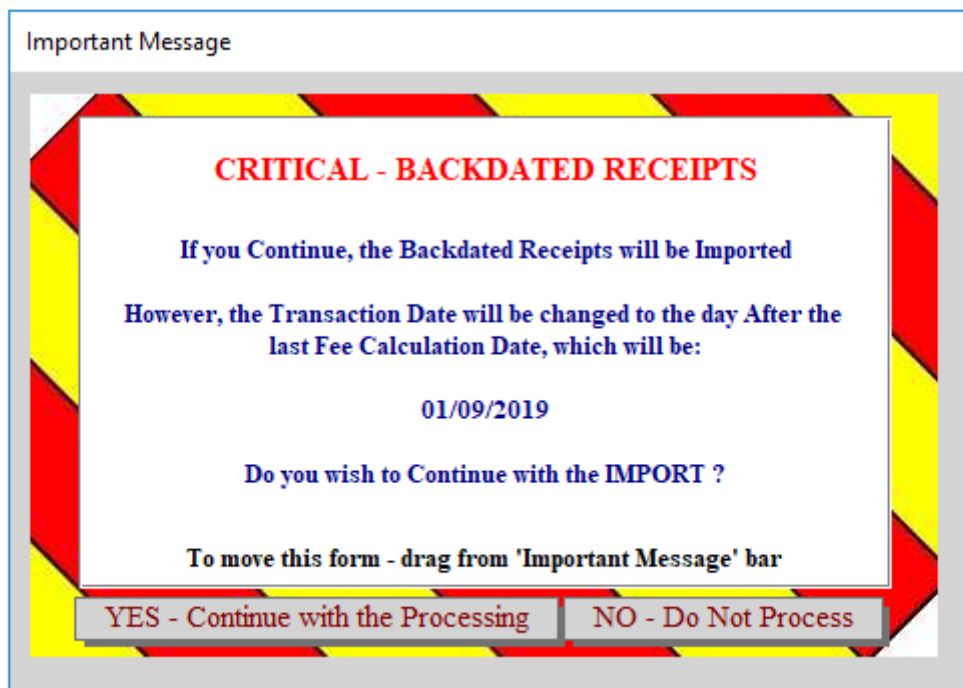 Important Message
CRITICAL - BACKDATED RECEIPTS
If you Continue, the Backdated Receipts will be Imported
However, the Transaction Date will be changed to the day After the
last Fee Calculation Date, which will be:
01/09/2019
Do you wish to Continue with the IMPORT ?
To move this form - drag from 'Important Message' bar
YES - Continue with the Processing
NO - Do Not Process